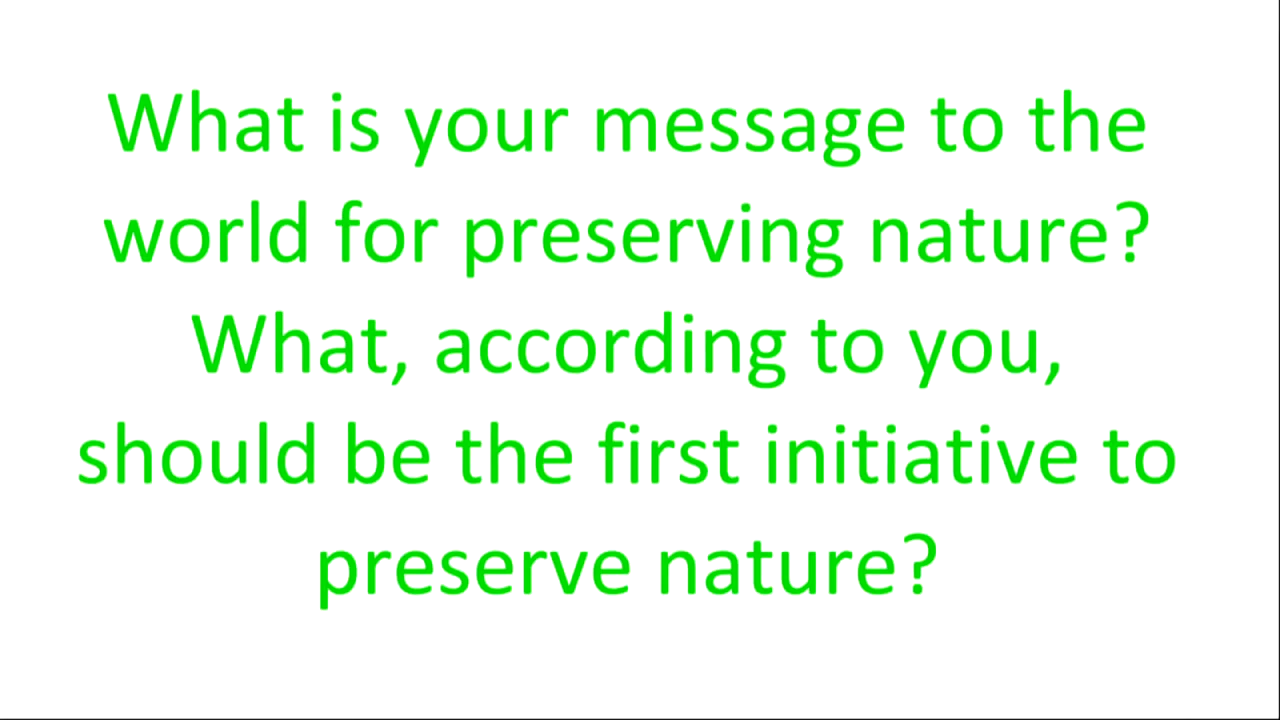 What is your message to the
world for preserving nature?
What, according to you,
should be the first initiative to
preserve nature?